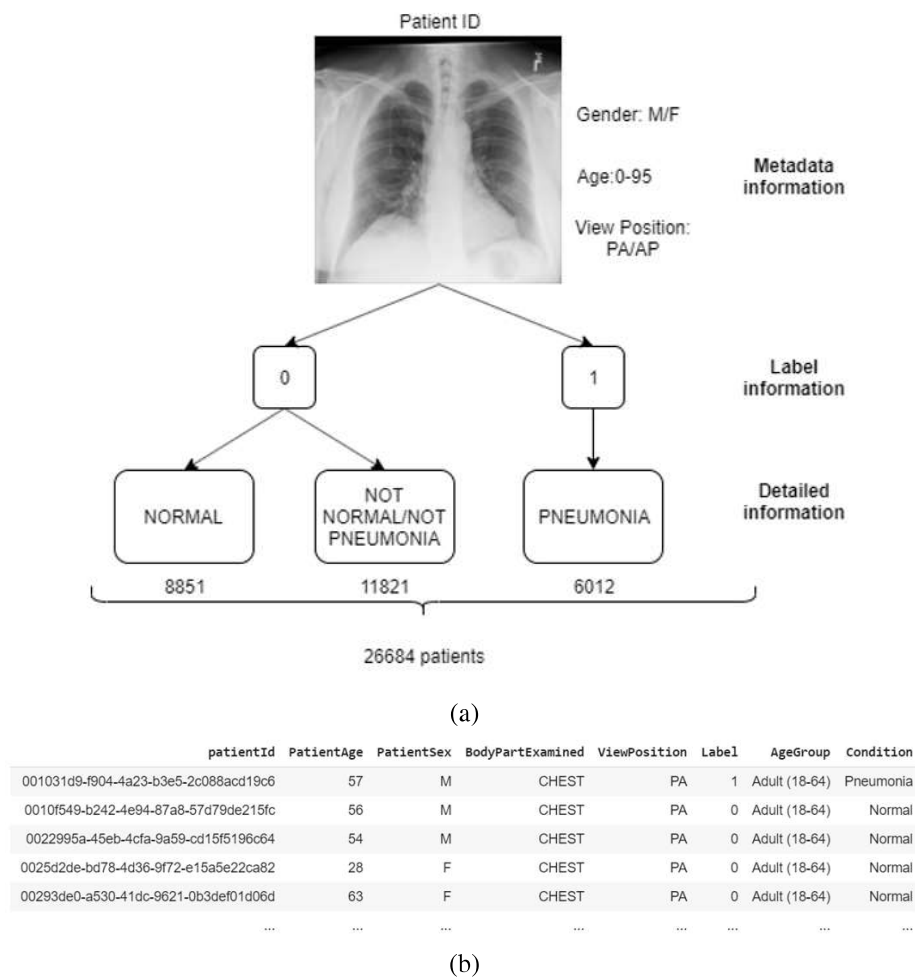 Patient ID
Gender: M/F
Age:0-95
View Position:
PA/AP
Metadata
information
0
1
Label
information
NORMAL
NOT
NORMAL/NOT
PNEUMONIA
PNEUMONIA
Detailed
information
8851 11821 6012
26684 patients
(a)
patientId PatientAge PatientSex BodyPartExamined ViewPosition Label AgeGroup Condition
001031d9-f904-4a23-b3e5-2c088acd19c6 57 M CHEST PA 1 Adult (18-64) Pneumonia
0010f549-b242-4e94-87a8-57d79de215fc 56 M CHEST PA 0 Adult (18-64) Normal
0022995a-45eb-4cfa-9a59-cd15f5196c64 54 M CHEST PA 0 Adult (18-64) Normal
0025d2de-bd78-4d36-9f72-e15a5e22ca82 28 F CHEST PA 0 Adult (18-64) Normal
00293de0-a530-41dc-9621-0b3def01d06d 63 F CHEST PA 0 Adult (18-64) Normal
... ... ... ... ... ... ... ...
(b)